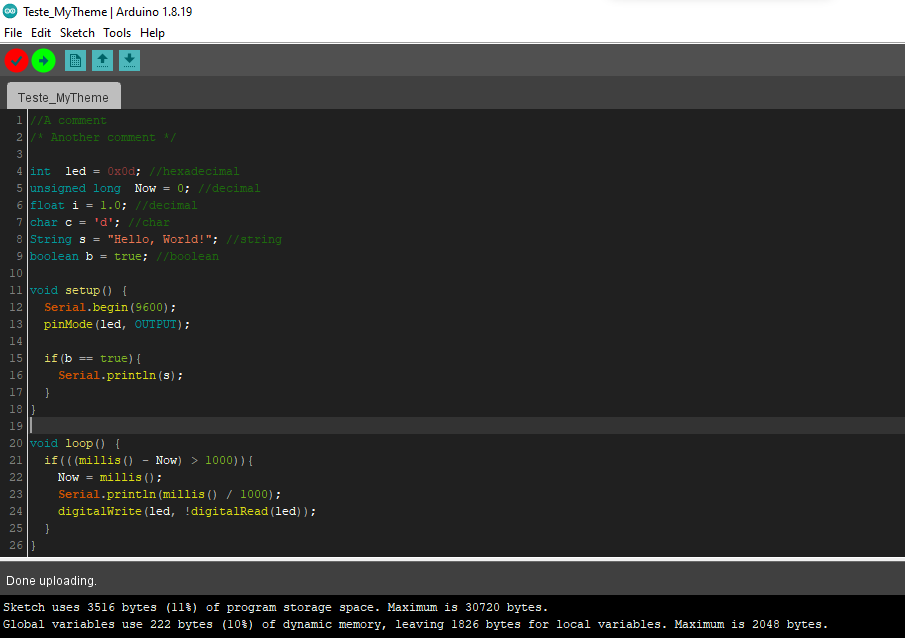 Teste_MyTheme | Arduino 1.8.19
File Edit Sketch Tools Help
Teste_MyTheme
1 //A comment
2 /* Another comment */
3
4 int  led = 0x0d; //hexadecimal
5 unsigned long  Now = 0; //decimal
6 float i = 1.0; //decimal
7 char c = 'd'; //char
8 String s = "Hello, World!"; //string
9 boolean b = true; //boolean
10
11 void setup() {
12   Serial.begin(9600);
13   pinMode(led, OUTPUT);
14
15   if(b == true){
16     Serial.println(s);
17   }
18 }
19
20 void loop() {
21   if(((millis() - Now) > 1000)){
22     Now = millis();
23     Serial.println(millis() / 1000);
24     digitalWrite(led, !digitalRead(led));
25   }
26 }
Done uploading.
Sketch uses 3516 bytes (11%) of program storage space. Maximum is 30720 bytes.
Global variables use 222 bytes (10%) of dynamic memory, leaving 1826 bytes for local variables. Maximum is 2048 bytes.